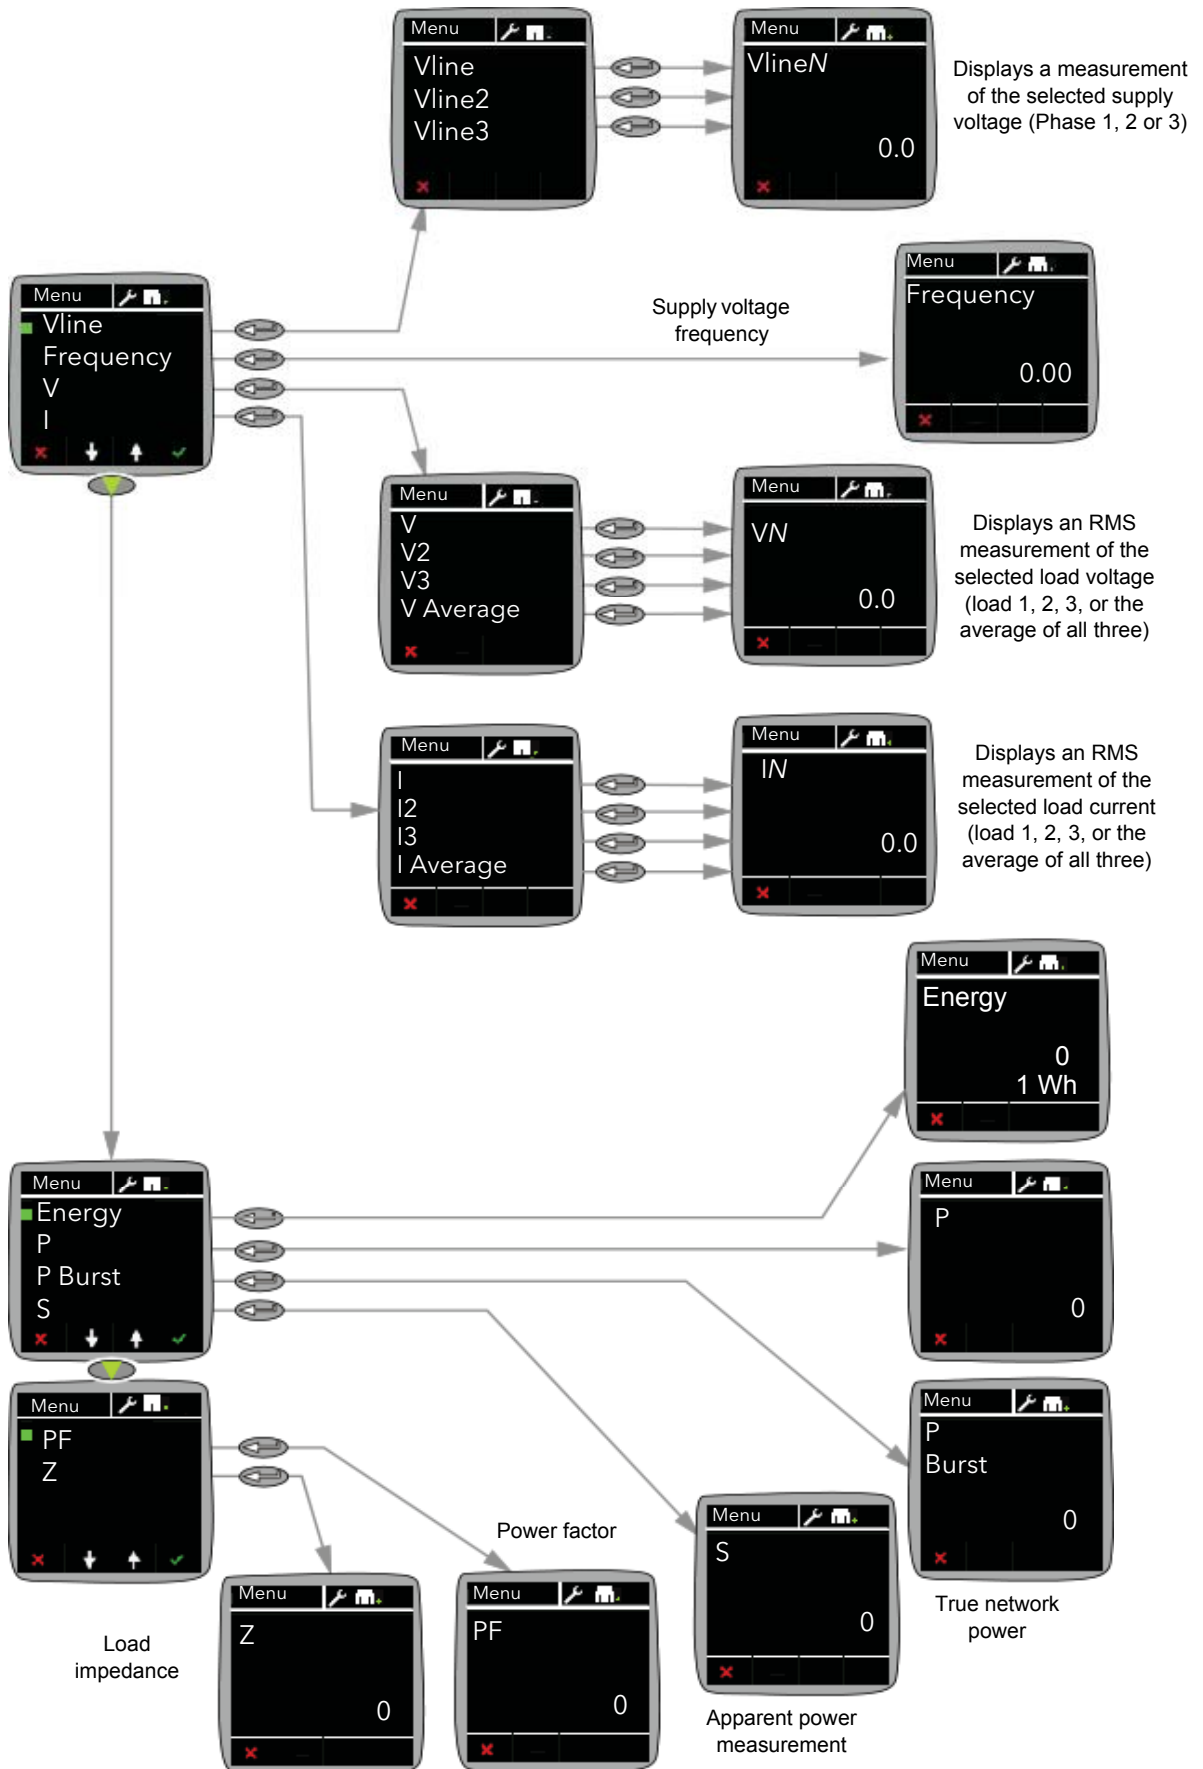 Menu
Vline
Vline2
Vline3
Menu
VlineN
0.0
Displays a measurement
of the selected supply
voltage (Phase 1, 2 or 3)
Menu
Vline
Frequency
V
I
Supply voltage
frequency
Menu
Frequency
0.00
Menu
V
V2
V3
V Average
Menu
VN
0.0
Displays an RMS
measurement of the
selected load voltage
(load 1, 2, 3, or the
average of all three)
Menu
I
I2
I3
I Average
Menu
IN
0.0
Displays an RMS
measurement of the
selected load current
(load 1, 2, 3, or the
average of all three)
Menu
Energy
0
1 Wh
Menu
Energy
P
P Burst
S
Menu
P
0
Menu
PF
Z
Menu
P
Burst
0
True network
power
Menu
S
0
Apparent power
measurement
Power factor
Menu
PF
0
Menu
Z
0
Load
impedance